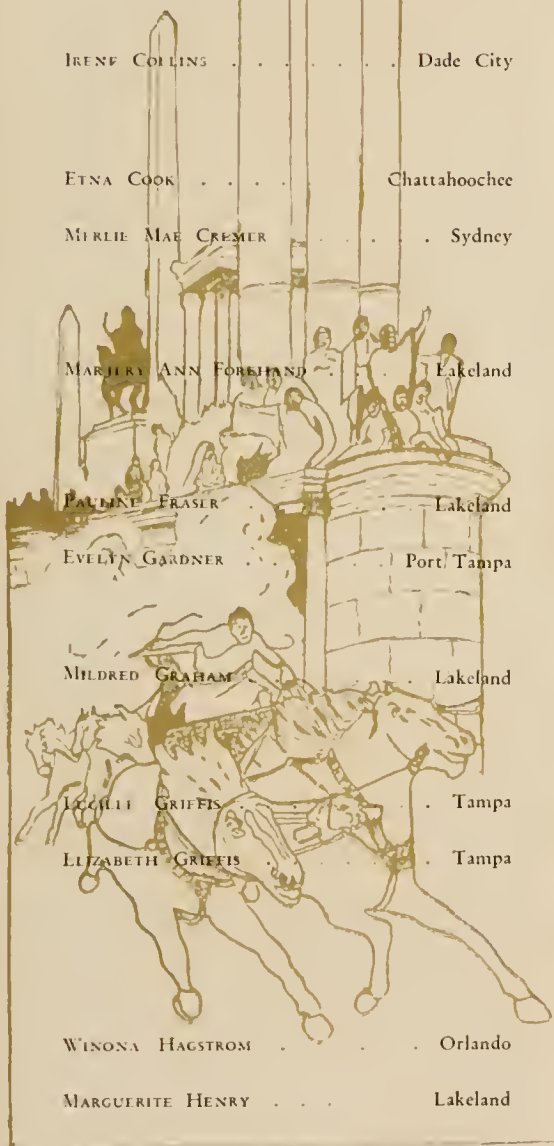 IRENE COLLINS . . . . . . . Dade City
ETNA COOK . . . . . Chattahoochee
MERLIE MAE CREMER . . . . . Sydney
MARJERY ANN FOREHAND . . . Lakeland
PAULINE FRASER . . . . . Lakeland
EVELYN GARDNER . . . . . Port Tampa
MILDRED GRAHAM . . . . . Lakeland
LUCILLE GRIFFIS . . . . . . Tampa
ELIZABETH GRIFFIS . . . . . . Tampa
WINONA HAGSTROM . . . . Orlando
MARGUERITE HENRY . . . Lakeland